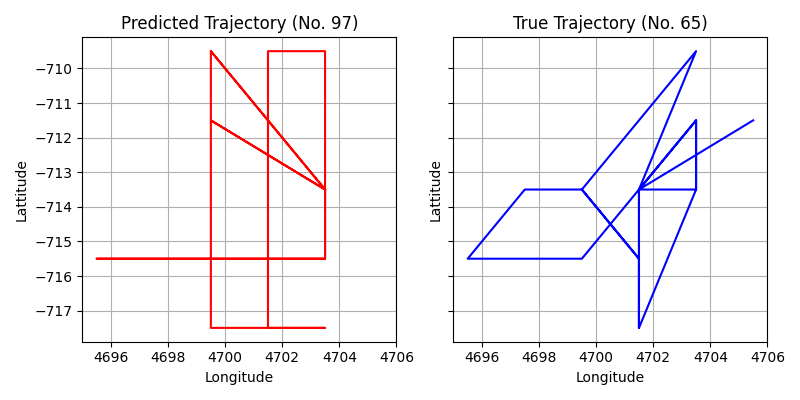 Predicted Trajectory (No. 97)
True Trajectory (No. 65)
Lattitude
−710
−711
−712
−713
−714
−715
−716
−717
4696 4698 4700 4702 4704 4706
Longitude
Lattitude
4696 4698 4700 4702 4704 4706
Longitude